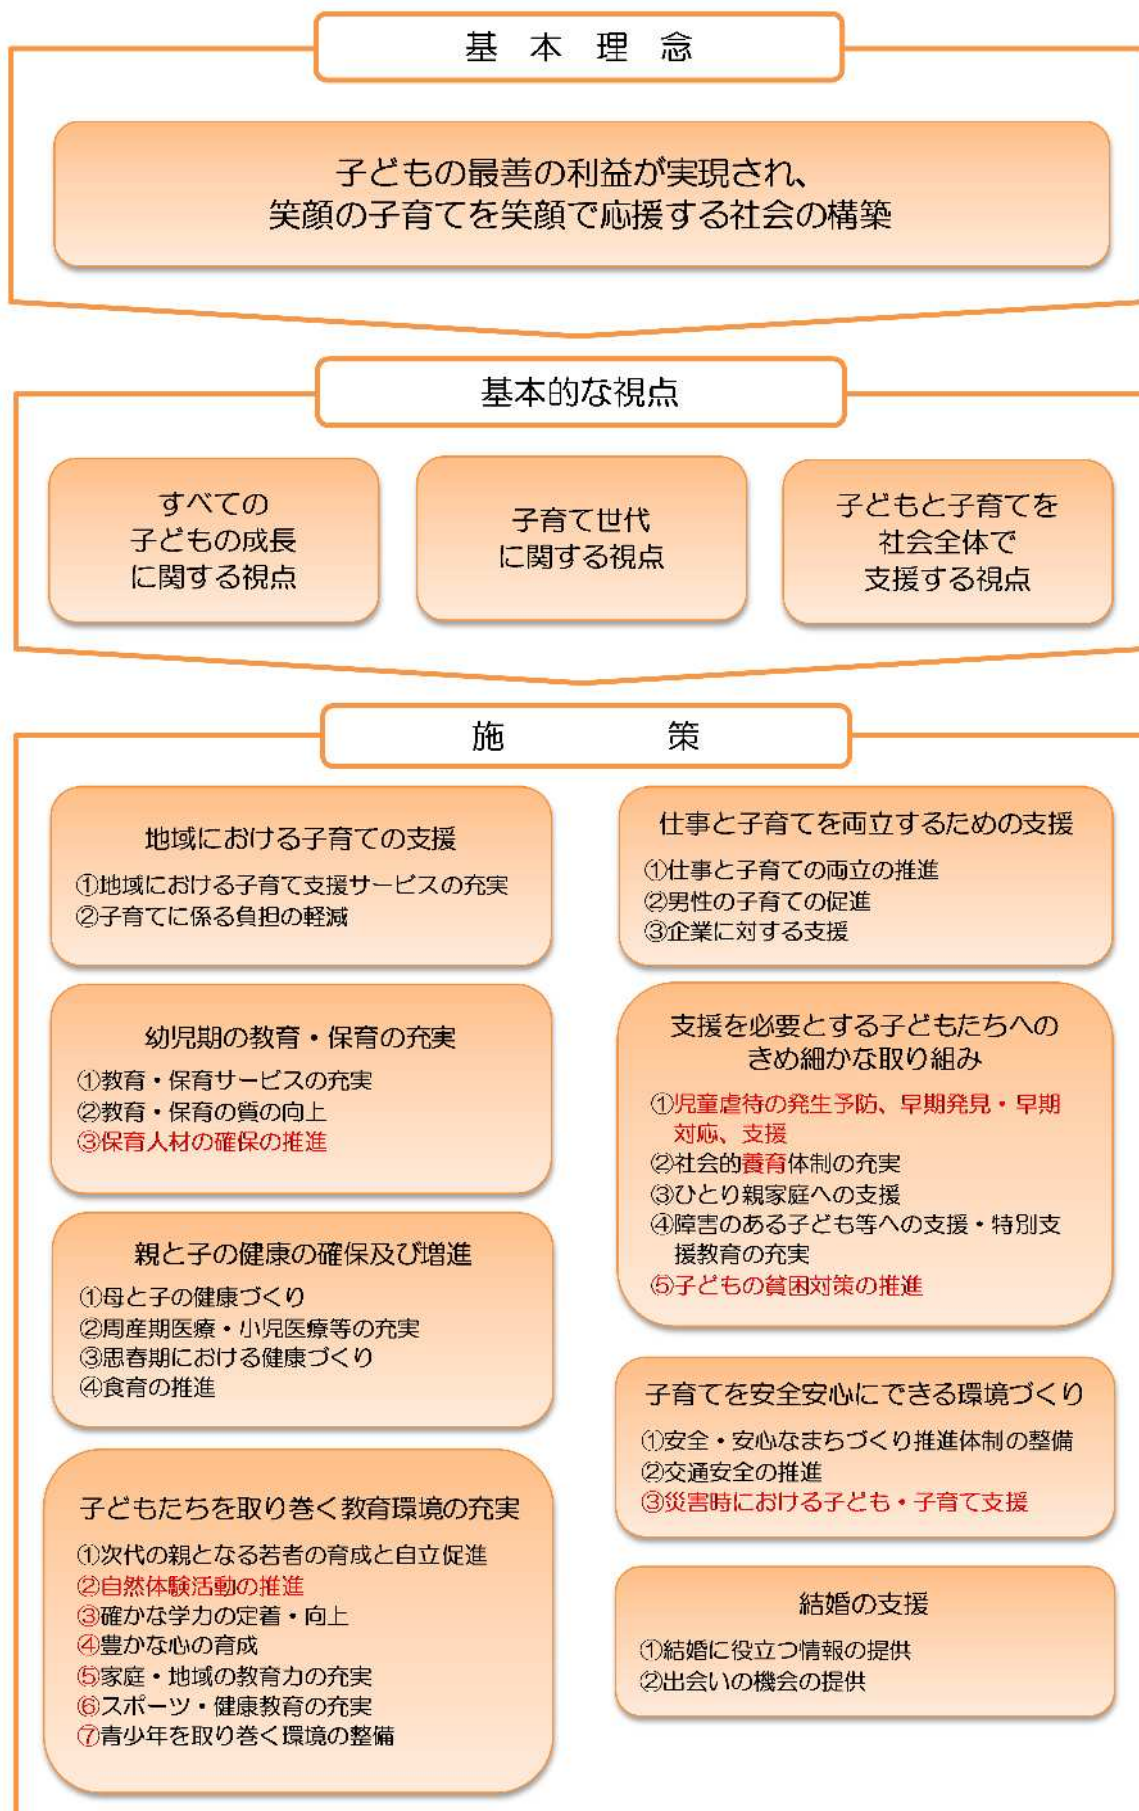 基本理念
子どもの最善の利益が実現され、
笑顔の子育てを笑顔で応援する社会の構築
基本的な視点
すべての
子どもの成長
に関する視点
子育て世代
に関する視点
子どもと子育てを
社会全体で
支援する視点
施策
地域における子育ての支援
①地域における子育て支援サービスの充実
②子育てに係る負担の軽減
幼児期の教育・保育の充実
①教育・保育サービスの充実
②教育・保育の質の向上
③保育人材の確保の推進
親と子の健康の確保及び増進
①母と子の健康づくり
②周産期医療・小児医療等の充実
③思春期における健康づくり
④食育の推進
子どもたちを取り巻く教育環境の充実
①次代の親となる若者の育成と自立促進
②自然体験活動の推進
③確かな学力の定着・向上
④豊かな心の育成
⑤家庭・地域の教育力の充実
⑥スポーツ・健康教育の充実
⑦青少年を取り巻く環境の整備
仕事と子育てを両立するための支援
①仕事と子育ての両立の推進
②男性の子育ての促進
③企業に対する支援
支援を必要とする子どもたちへの
きめ細かな取り組み
①児童虐待の発生予防、早期発見・早期
対応、支援
②社会的養育体制の充実
③ひとり親家庭への支援
④障害のある子ども等への支援・特別支
援教育の充実
⑤子どもの貧困対策の推進
子育てを安全安心にできる環境づくり
①安全・安心なまちづくり推進体制の整備
②交通安全の推進
③災害時における子ども・子育て支援
結婚の支援
①結婚に役立つ情報の提供
②出会いの機会の提供